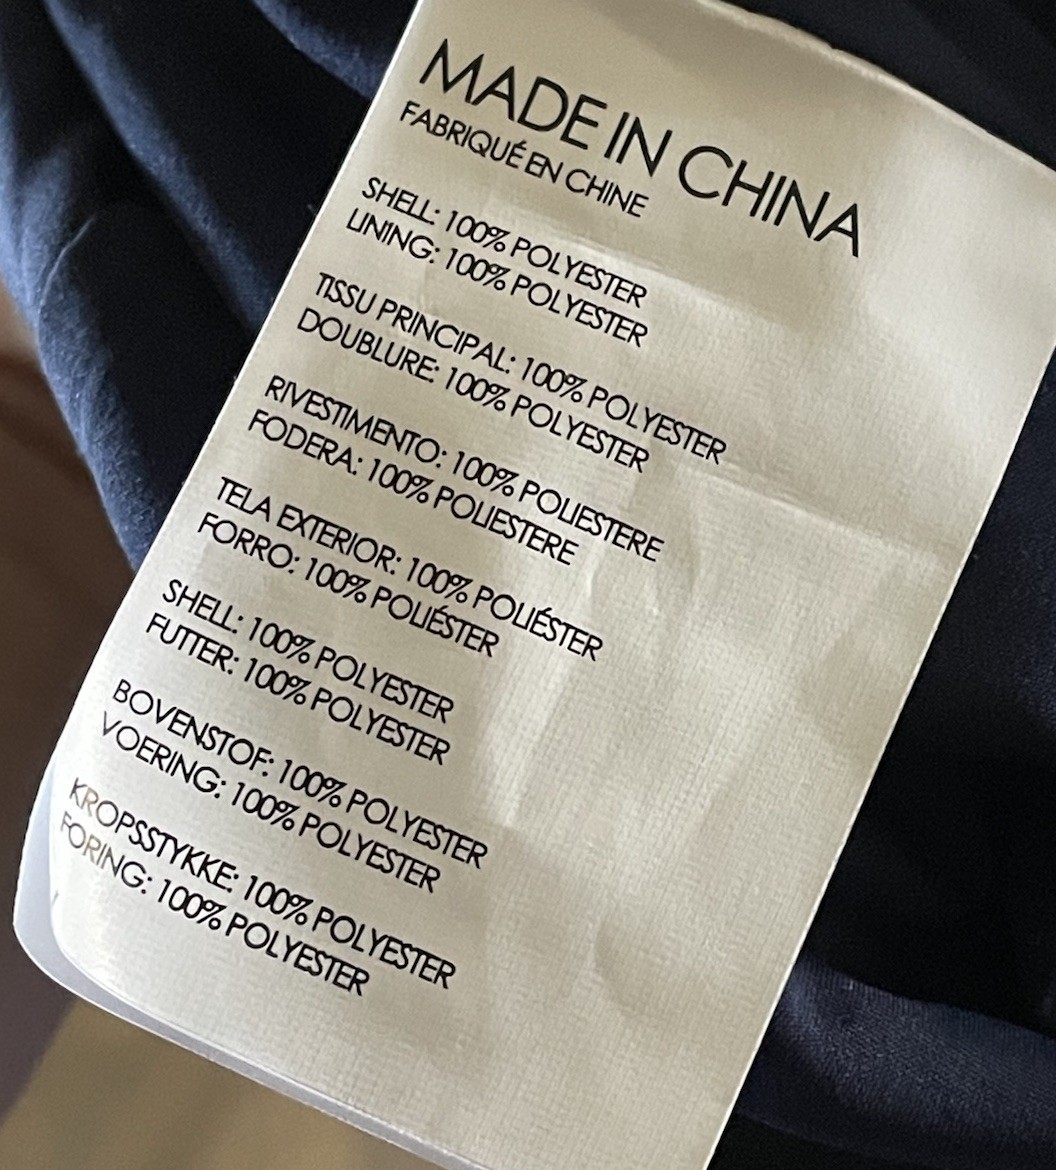 MADE IN CHINA
FABRIQUÉ EN CHINE
SHELL: 100% POLYESTER
LINING: 100% POLYESTER
TISSU PRINCIPAL: 100% POLYESTER
DOUBLURE: 100% POLYESTER
RIVESTIMENTO: 100% POLIESTERE
FODERA: 100% POLIESTERE
TELA EXTERIOR: 100% POLIÉSTER
FORRO: 100% POLIÉSTER
SHELL: 100% POLYESTER
FUTTER: 100% POLYESTER
BOVENSTOF: 100% POLYESTER
VOERING: 100% POLYESTER
KROPSSTYKKE: 100% POLYESTER
FORING: 100% POLYESTER